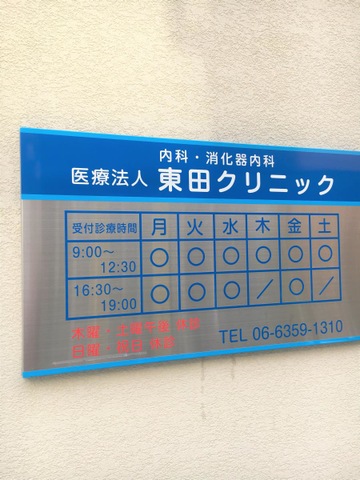 内科・消化器内科
医療法人 東田クリニック
受付診療時間 月 火 水 木 金 土
9:00〜12:30 ○ ○ ○ ○ ○ ○
16:30〜19:00 ○ ○ ○ / ○ /
木曜・土曜午後 休診
日曜・祝日 休診
TEL 06-6359-1310